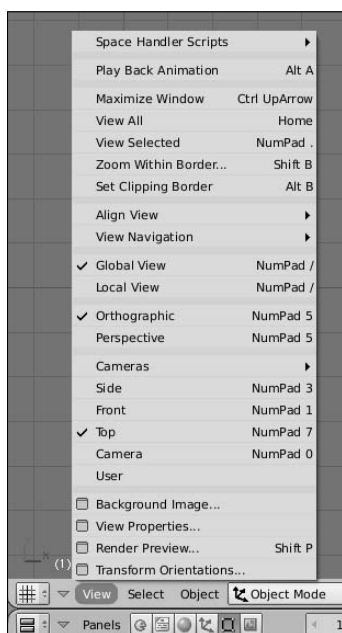 Space Handler Scripts
Play Back Animation Alt A
Maximize Window Ctrl UpArrow
View All Home
View Selected NumPad .
Zoom Within Border... Shift B
Set Clipping Border Alt B
Align View
View Navigation
Global View NumPad /
Local View NumPad /
Orthographic NumPad 5
Perspective NumPad 5
Cameras
Side NumPad 3
Front NumPad 1
Top NumPad 7
Camera NumPad 0
User
Background Image...
View Properties...
Render Preview... Shift P
Transform Orientations...
(1)
View Select Object Object Mode
Panels 1